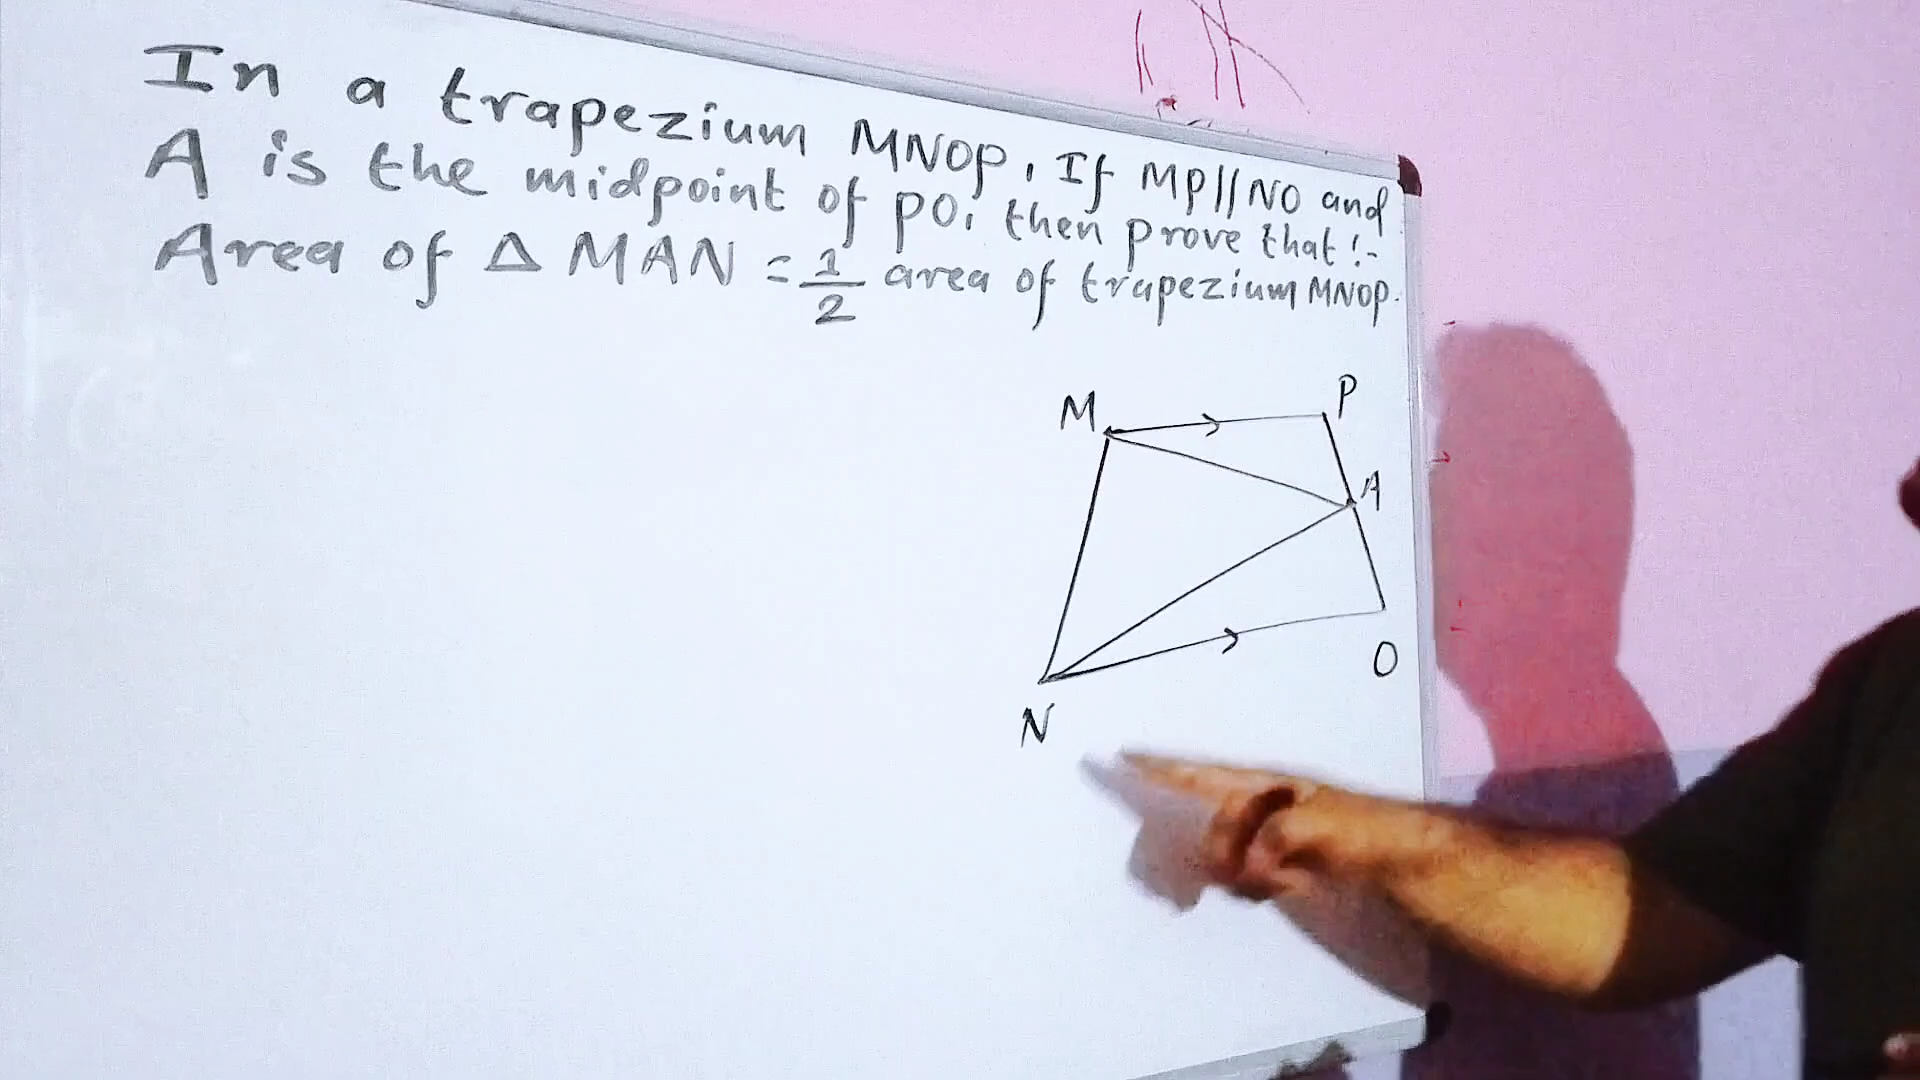 In a trapezium MNOP, If MP//NO and
A is the midpoint of PO, then prove that :-
Area of Δ MAN = 1/2 area of trapezium MNOP.
M
P
A
O
N